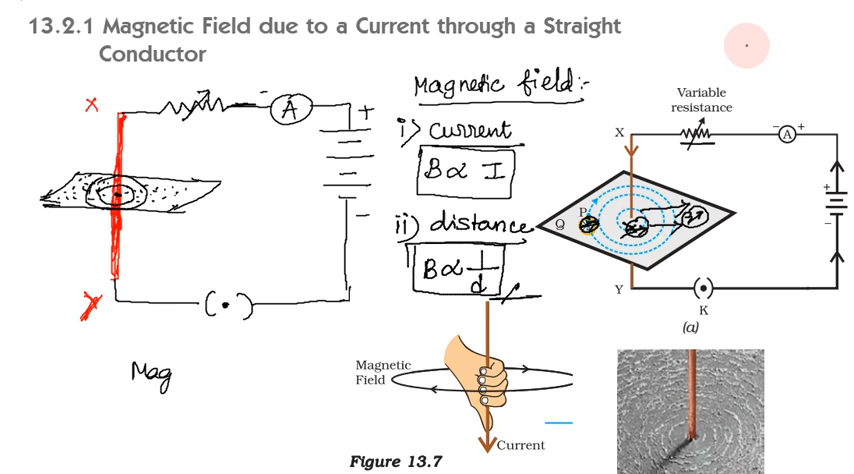 13.2.1 Magnetic Field due to a Current through a Straight
Conductor
X
A
-
+
-
Y
Mag
Magnetic field:-
i) current
B∝ I
ii) distance
B∝ 1/d
Variable
resistance
X
- A +
P
Q
+
-
Y
K
(a)
Magnetic
Field
Current
Figure 13.7